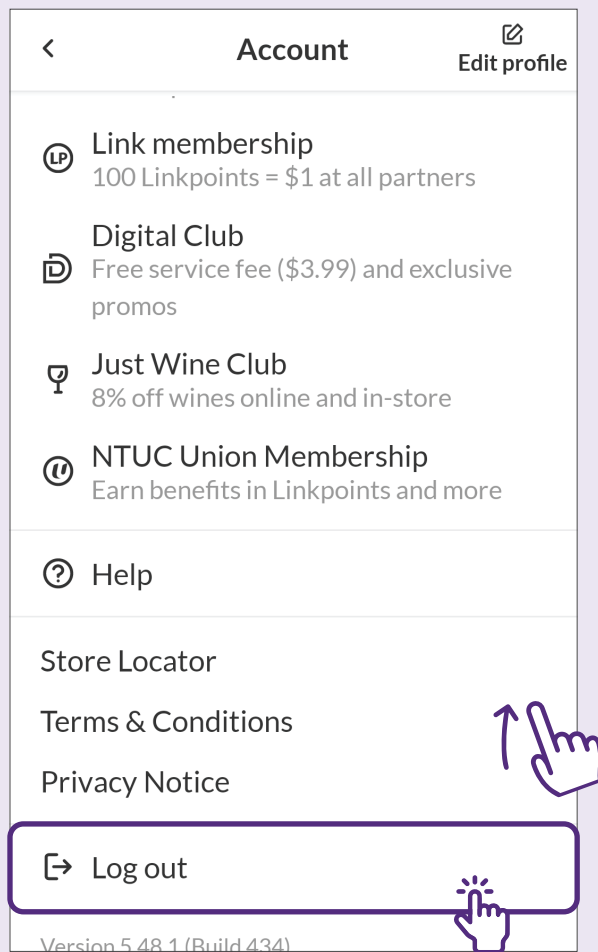 Account
Edit profile
LP
Link membership
100 Linkpoints = $1 at all partners
Digital Club
Free service fee ($3.99) and exclusive
promos
Just Wine Club
8% off wines online and in-store
NTUC Union Membership
Earn benefits in Linkpoints and more
Help
Store Locator
Terms & Conditions
Privacy Notice
Log out
Version 5.48.1 (Build 434)